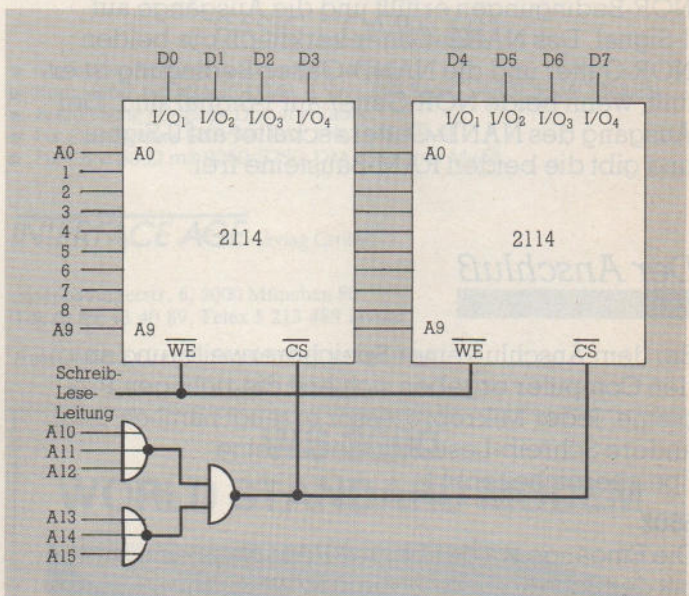 D0 D1 D2 D3 D4 D5 D6 D7
I/O₁ I/O₂ I/O₃ I/O₄ I/O₁ I/O₂ I/O₃ I/O₄
A0 A0 A0
1
2
3
4 2114 2114
5
6
7
8
A9 A9 A9
WE CS WE CS
Schreib-
Lese-
Leitung
A10
A11
A12
A13
A14
A15